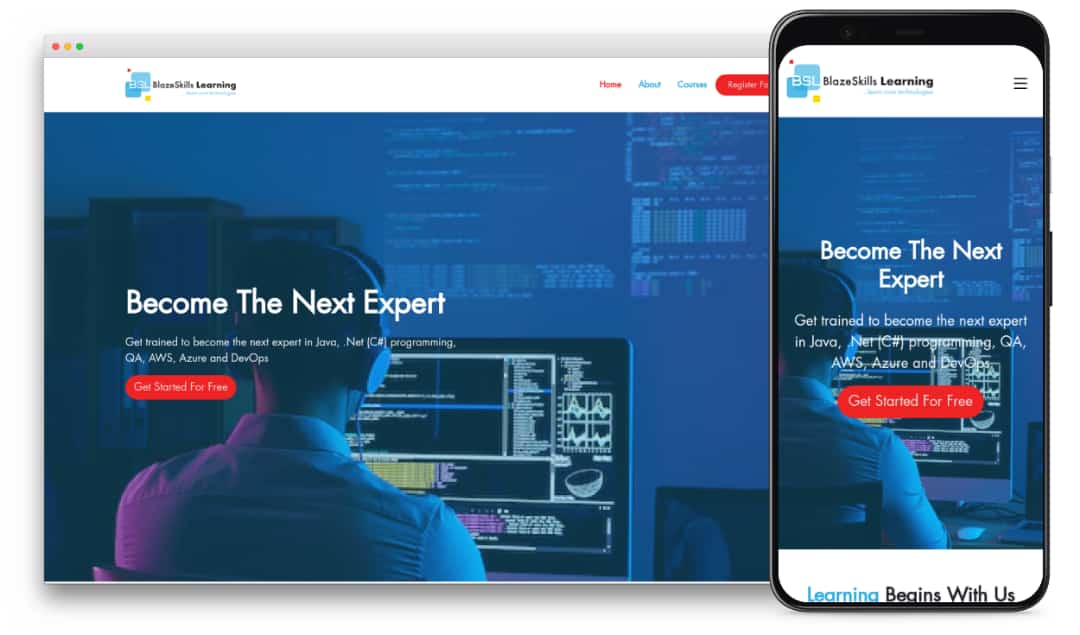 BSL BlazeSkills Learning
Home About Courses Register Fo
Become The Next Expert
Get trained to become the next expert in Java, .Net (C#) programming,
QA, AWS, Azure and DevOps
Get Started For Free
BSL BlazeSkills Learning
...learn new technologies
Become The Next
Expert
Get trained to become the next expert
in Java, .Net (C#) programming, QA,
AWS, Azure and DevOps
Get Started For Free
Learning Begins With Us